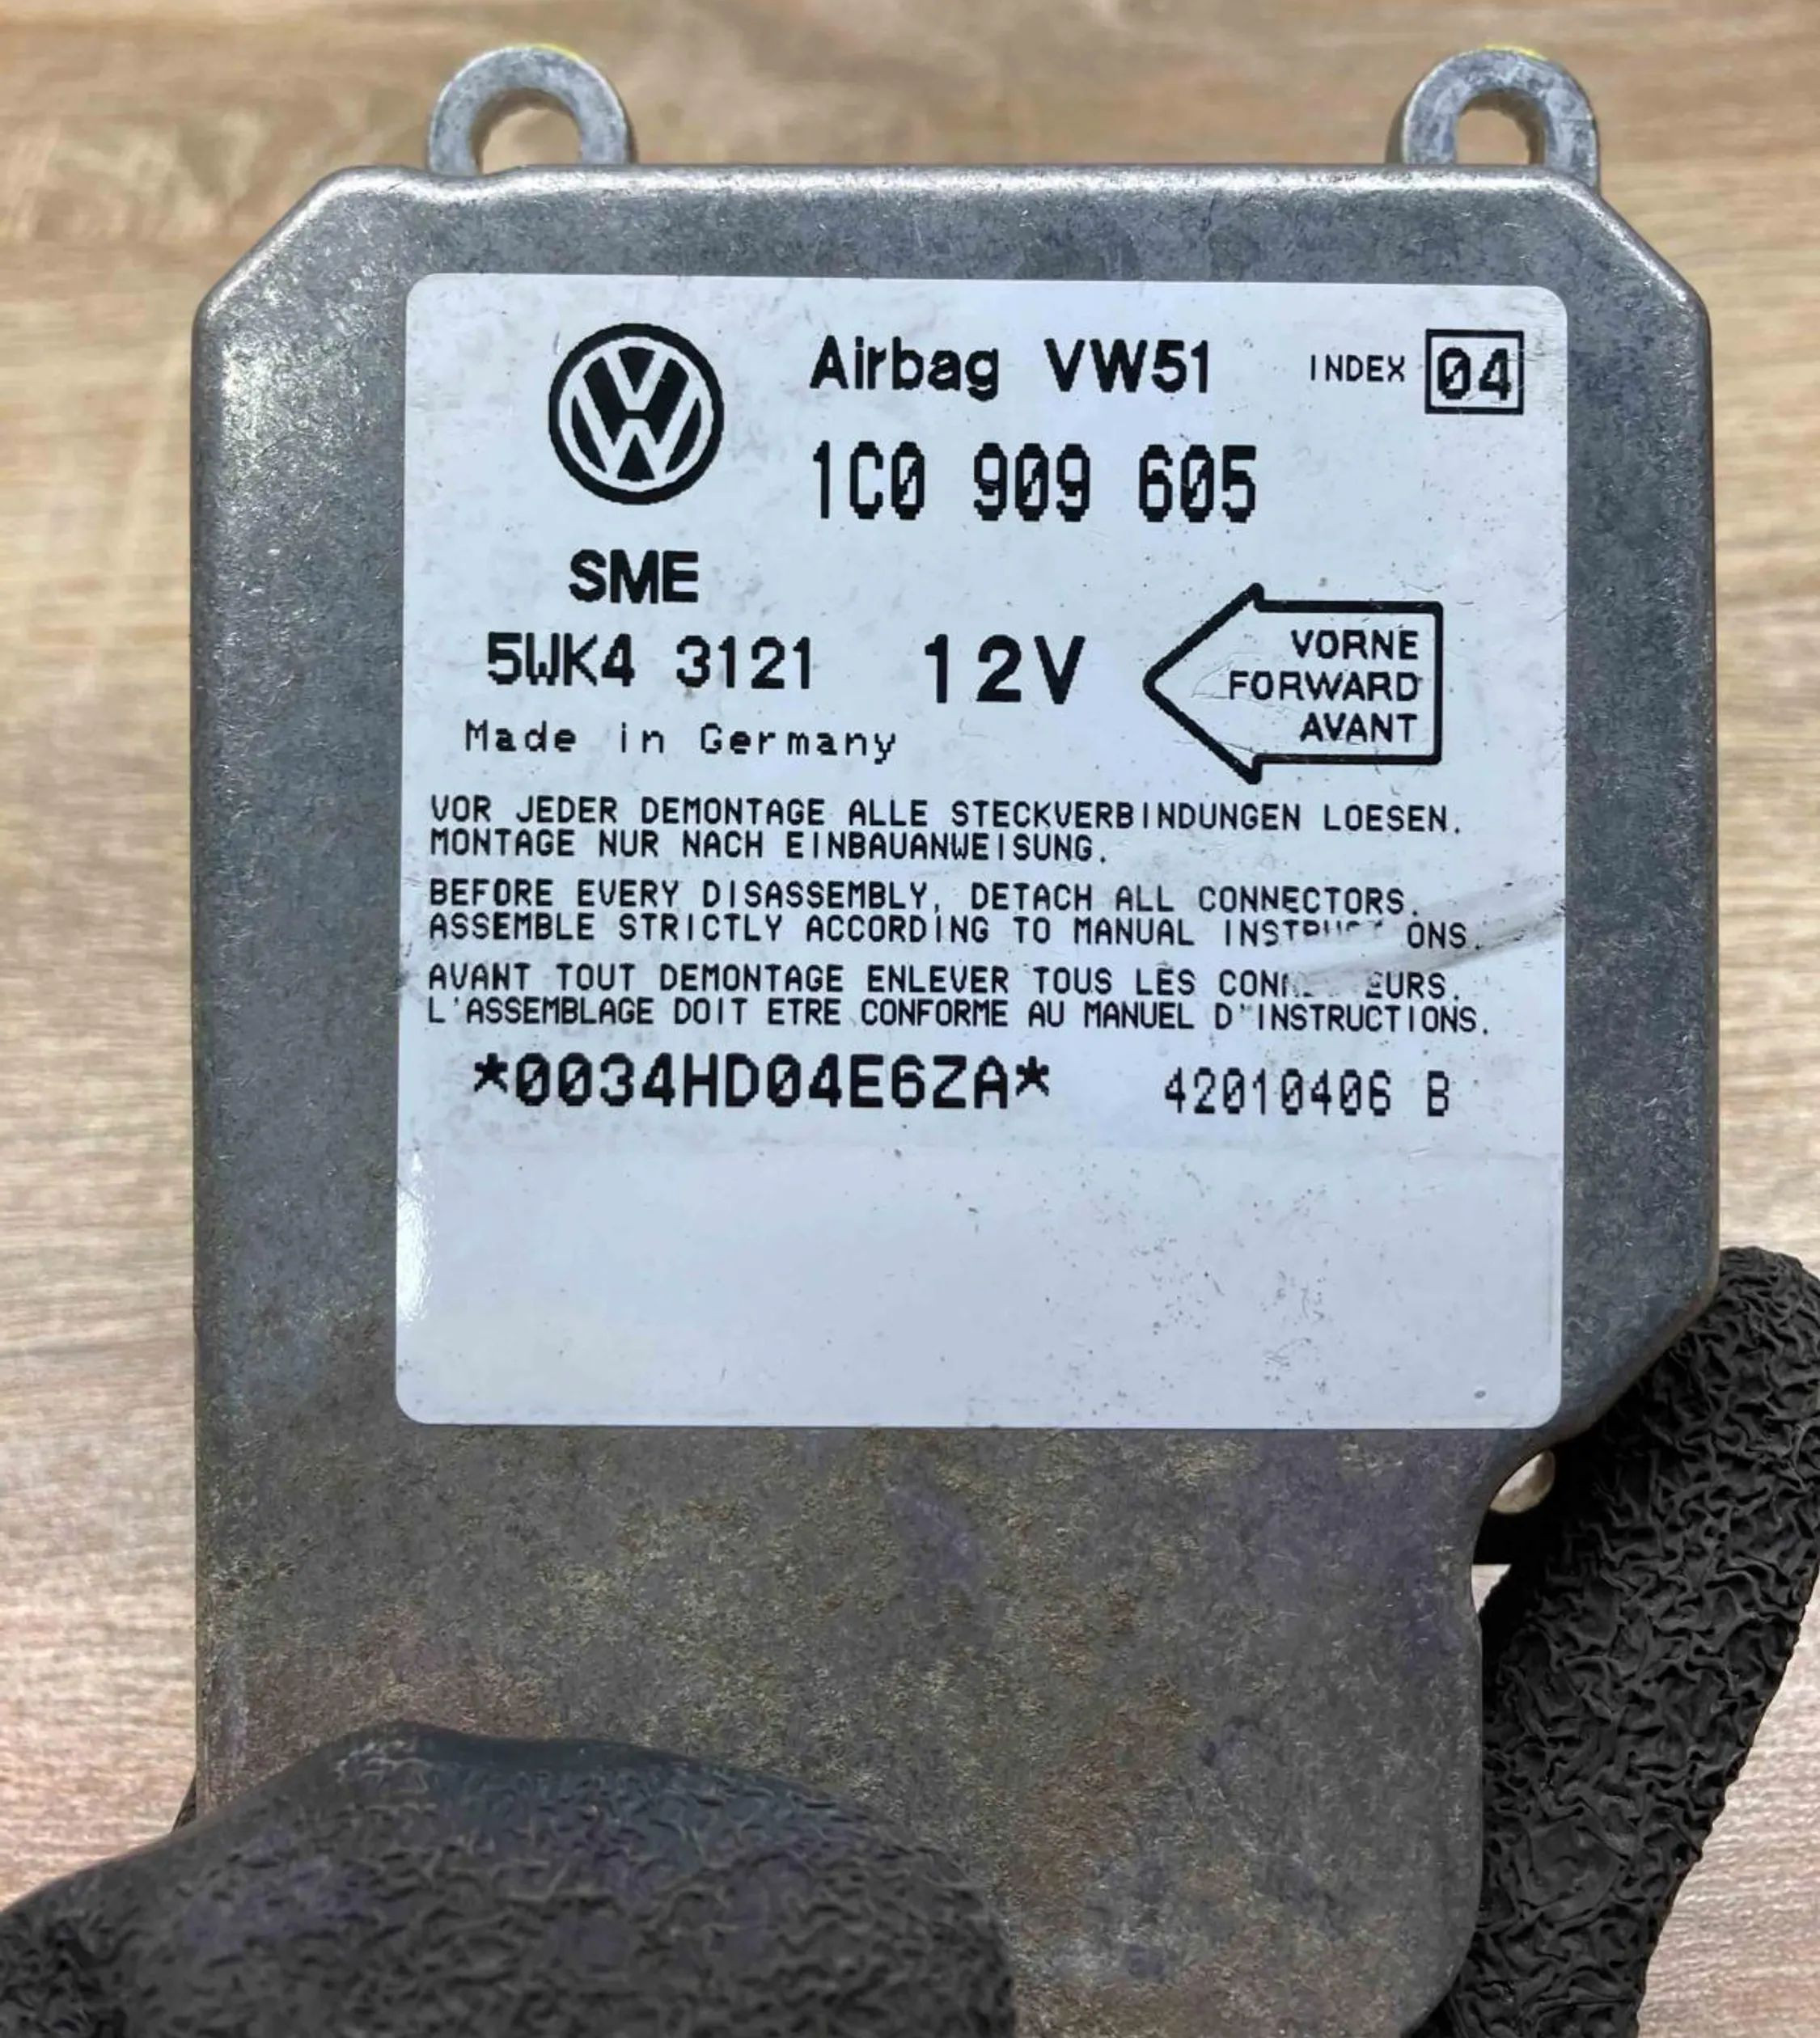 Airbag VW51 INDEX 04
1C0 909 605
SME
5WK4 3121 12V
VORNE
FORWARD
AVANT
Made in Germany
VOR JEDER DEMONTAGE ALLE STECKVERBINDUNGEN LOESEN.
MONTAGE NUR NACH EINBAUANWEISUNG.
BEFORE EVERY DISASSEMBLY, DETACH ALL CONNECTORS.
ASSEMBLE STRICTLY ACCORDING TO MANUAL
AVANT TOUT DEMONTAGE ENLEVER TOUS LES
L'ASSEMBLAGE DOIT ETRE CONFORME AU MANUEL D"INSTRUCTIONS.
*0034HD04E6ZA* 42010406 B